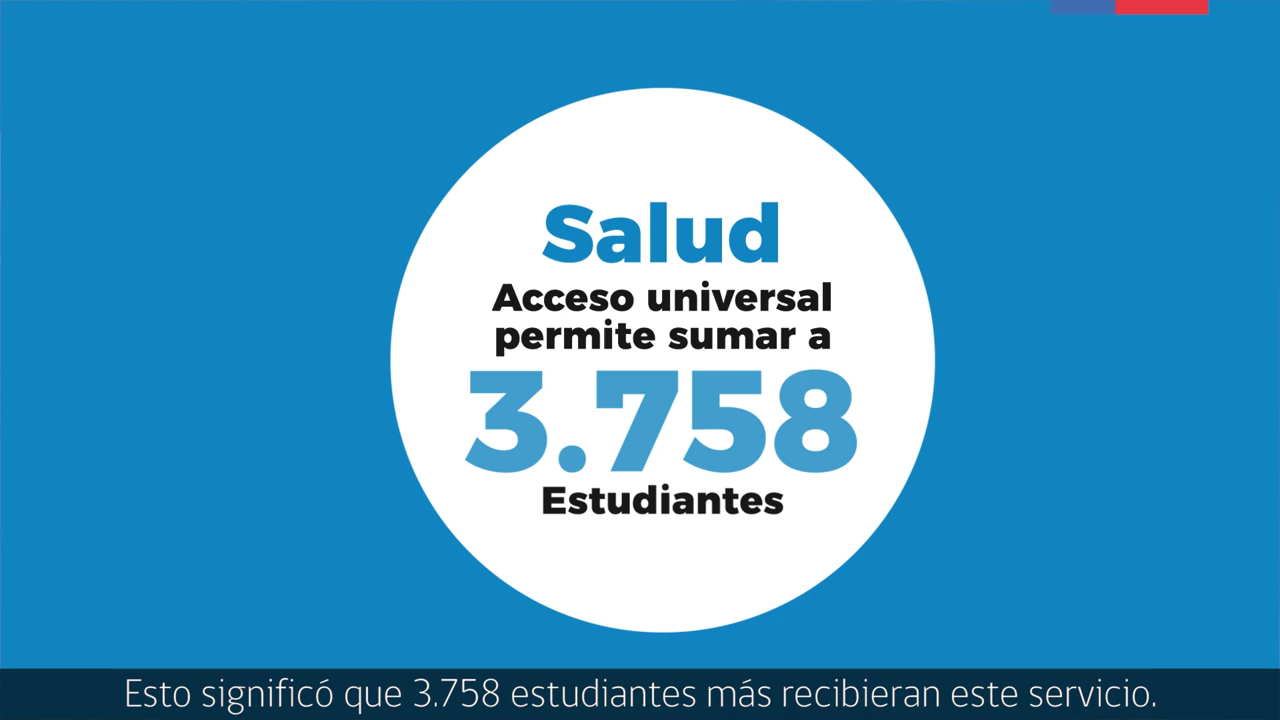 Salud
Acceso universal
permite sumar a
3.758
Estudiantes
Esto significó que 3.758 estudiantes más recibieran este servicio.